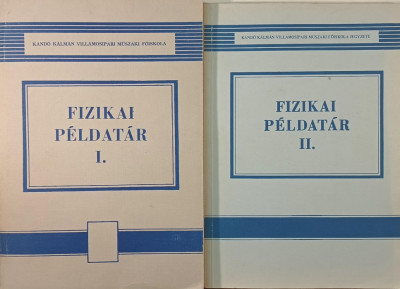 KANDÓ KÁLMÁN VILLAMOSIPARI MŰSZAKI FŐISKOLA
FIZIKAI
PÉLDATÁR
I.
KANDÓ KÁLMÁN VILLAMOSIPARI MŰSZAKI FŐISKOLA JEGYZETE
FIZIKAI
PÉLDATÁR
II.